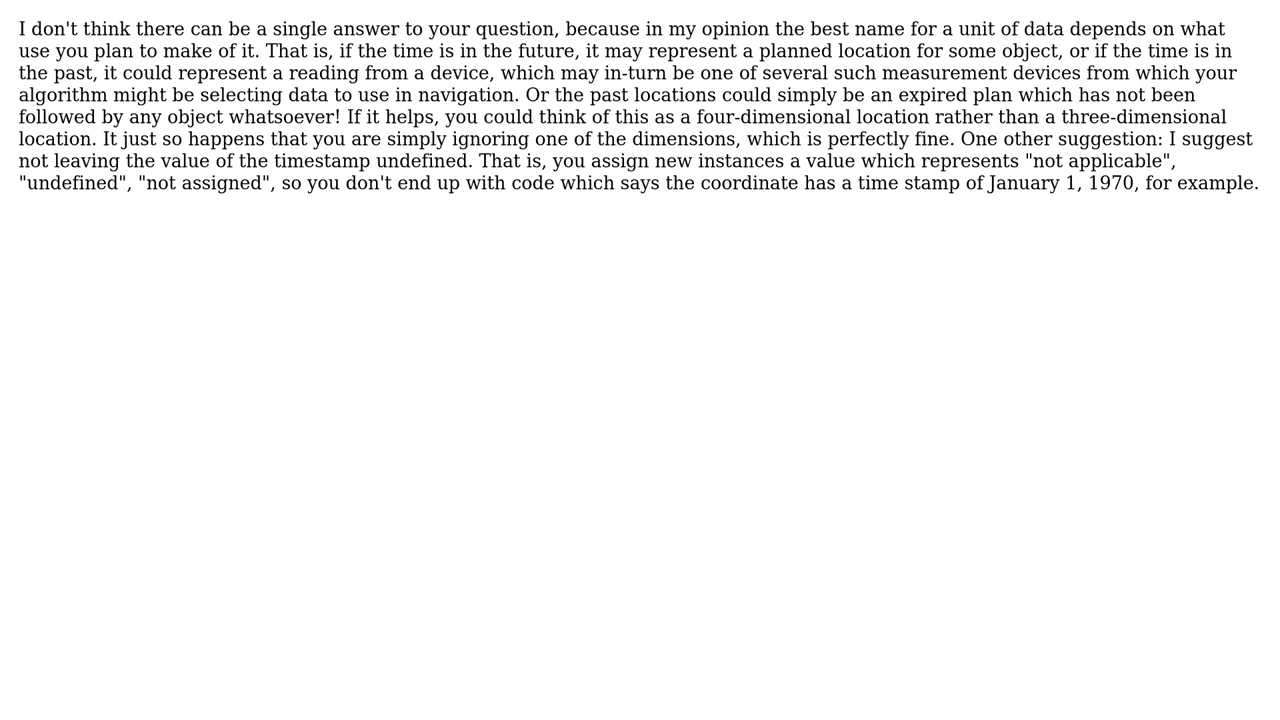 I don't think there can be a single answer to your question, because in my opinion the best name for a unit of data depends on what
use you plan to make of it. That is, if the time is in the future, it may represent a planned location for some object, or if the time is in
the past, it could represent a reading from a device, which may in-turn be one of several such measurement devices from which your
algorithm might be selecting data to use in navigation. Or the past locations could simply be an expired plan which has not been
followed by any object whatsoever! If it helps, you could think of this as a four-dimensional location rather than a three-dimensional
location. It just so happens that you are simply ignoring one of the dimensions, which is perfectly fine. One other suggestion: I suggest
not leaving the value of the timestamp undefined. That is, you assign new instances a value which represents "not applicable",
"undefined", "not assigned", so you don't end up with code which says the coordinate has a time stamp of January 1, 1970, for example.